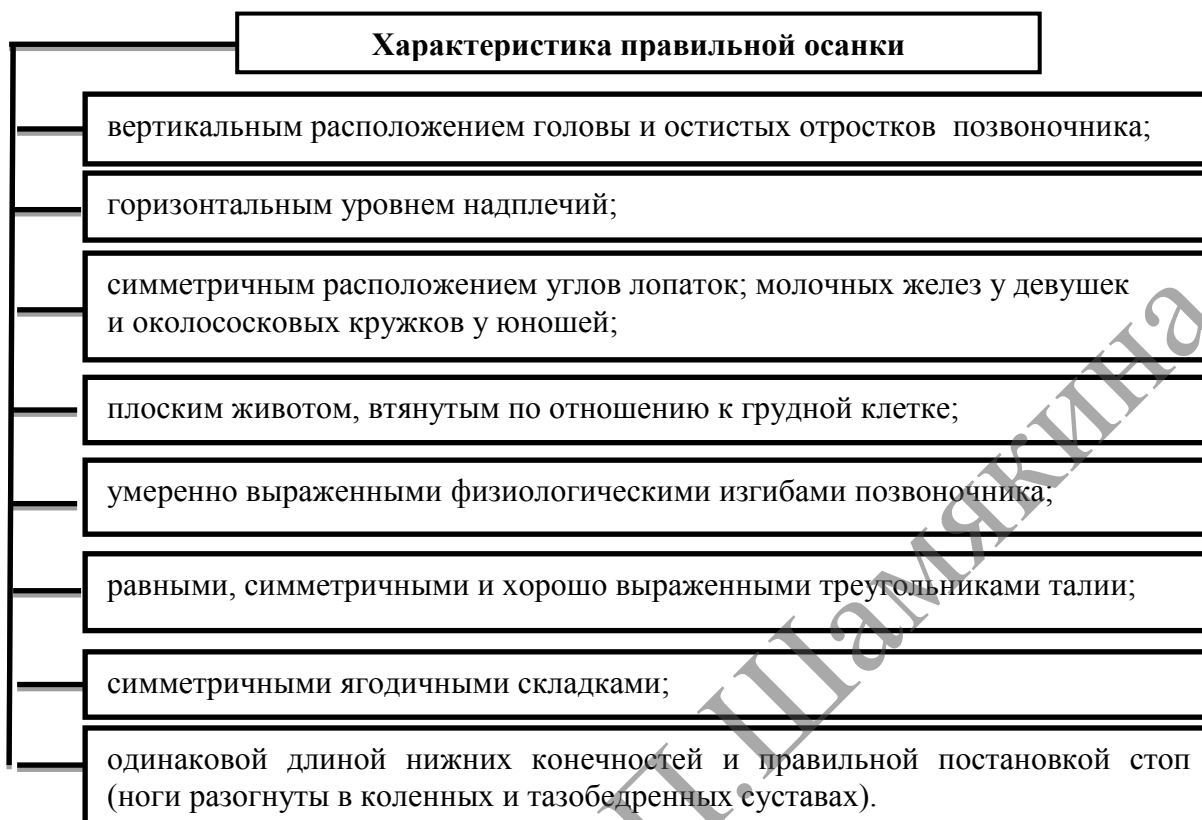 Характеристика правильной осанки
вертикальным расположением головы и остистых отростков позвоночника;
горизонтальным уровнем надплечий;
симметричным расположением углов лопаток; молочных желез у девушек
и околососковых кружков у юношей;
плоским животом, втянутым по отношению к грудной клетке;
умеренно выраженными физиологическими изгибами позвоночника;
равными, симметричными и хорошо выраженными треугольниками талии;
симметричными ягодичными складками;
одинаковой длиной нижних конечностей и правильной постановкой стоп
(ноги разогнуты в коленных и тазобедренных суставах).
П.Шамякина